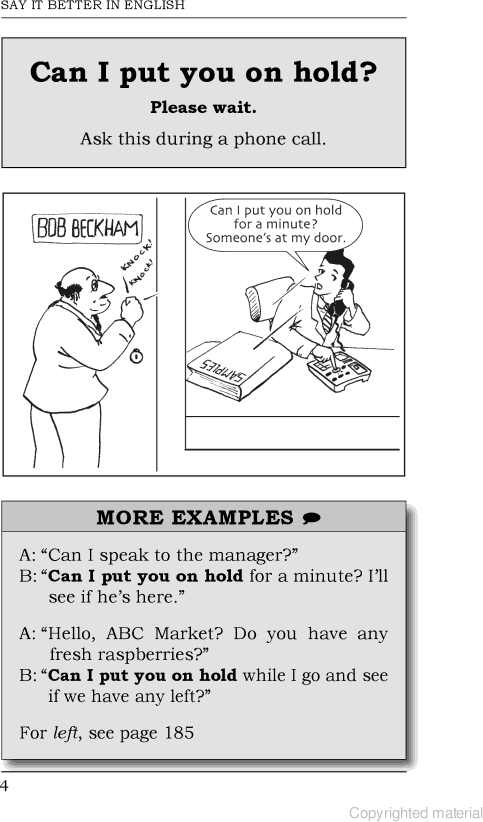 SAY IT BETTER IN ENGLISH
Can I put you on hold?
Please wait.
Ask this during a phone call.
BOB BECKHAM
KNOCK!
KNOCK!
Can I put you on hold
for a minute?
Someone's at my door.
SAMPLES
MORE EXAMPLES
A: “Can I speak to the manager?”
B: “Can I put you on hold for a minute? I’ll
see if he’s here.”
A: “Hello, ABC Market? Do you have any
fresh raspberries?”
B: “Can I put you on hold while I go and see
if we have any left?”
For left, see page 185
4
Copyrighted material